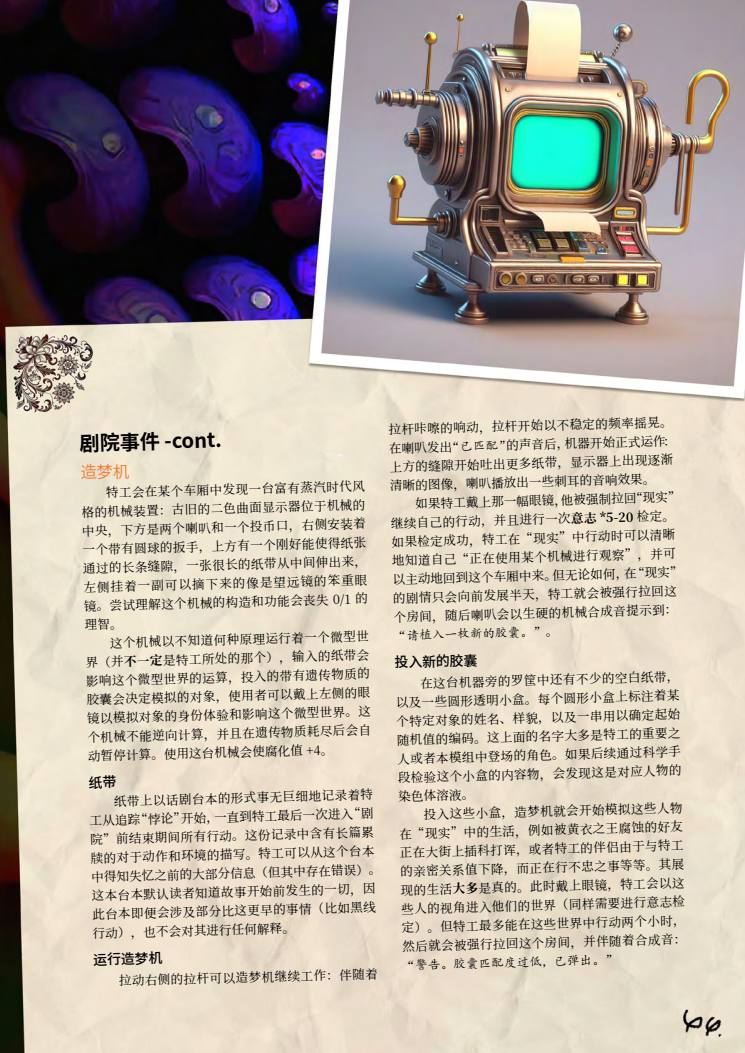 剧院事件 -cont.
造梦机
特工会在某个车厢中发现一台富有蒸汽时代风
格的机械装置：古旧的二色曲面显示器位于机械的
中央，下方是两个喇叭和一个投币口，右侧安装着
一个带有圆球的扳手，上方有一个刚好能使得纸张
通过的长条缝隙，一张很长的纸带从中间伸出来，
左侧挂着一副可以摘下来的像是望远镜的笨重眼
镜。尝试理解这个机械的构造和功能会丧失 0/1 的
理智。
这个机械以不知道何种原理运行着一个微型世
界（并不一定是特工所处的那个），输入的纸带会
影响这个微型世界的运算，投入的带有遗传物质的
胶囊会决定模拟的对象，使用者可以戴上左侧的眼
镜以模拟对象的身份体验和影响这个微型世界。这
个机械不能逆向计算，并且在遗传物质耗尽后会自
动暂停计算。使用这台机械会使腐化值 +4。
纸带
纸带上以话剧台本的形式事无巨细地记录着特
工从追踪“悖论”开始，一直到特工最后一次进入“剧
院”前结束期间所有行动。这份记录中含有长篇累
牍的对于动作和环境的描写。特工可以从这个台本
中得知失忆之前的大部分信息（但其中存在错误）。
这本台本默认读者知道故事开始前发生的一切，因
此台本即便会涉及部分比这更早的事情（比如黑线
行动），也不会对其进行任何解释。
运行造梦机
拉动右侧的拉杆可以造梦机继续工作：伴随着
拉杆咔嚓的响动，拉杆开始以不稳定的频率摇晃。
在喇叭发出“已匹配”的声音后，机器开始正式运作：
上方的缝隙开始吐出更多纸带，显示器上出现逐渐
清晰的图像，喇叭播放出一些刺耳的音响效果。
如果特工戴上那一幅眼镜，他被强制拉回“现实”
继续自己的行动，并且进行一次意志 *5-20 检定。
如果检定成功，特工在“现实”中行动时可以清晰
地知道自己“正在使用某个机械进行观察”，并可
以主动地回到这个车厢中来。但无论如何，在“现实”
的剧情只会向前发展半天，特工就会被强行拉回这
个房间，随后喇叭会以生硬的机械合成音提示到：
“请植入一枚新的胶囊。”。
投入新的胶囊
在这台机器旁的罗筐中还有不少的空白纸带，
以及一些圆形透明小盒。每个圆形小盒上标注着某
个特定对象的姓名、样貌，以及一串用以确定起始
随机值的编码。这上面的名字大多是特工的重要之
人或者本模组中登场的角色。如果后续通过科学手
段检验这个小盒的内容物，会发现这是对应人物的
染色体溶液。
投入这些小盒，造梦机就会开始模拟这些人物
在“现实”中的生活，例如被黄衣之王腐蚀的好友
正在大街上插科打诨，或者特工的伴侣由于与特工
的亲密关系值下降，而正在行不忠之事等等。其展
现的生活大多是真的。此时戴上眼镜，特工会以这
些人的视角进入他们的世界（同样需要进行意志检
定）。但特工最多能在这些世界中行动两个小时，
然后就会被强行拉回这个房间，并伴随着合成音：
“警告。胶囊匹配度过低，已弹出。”